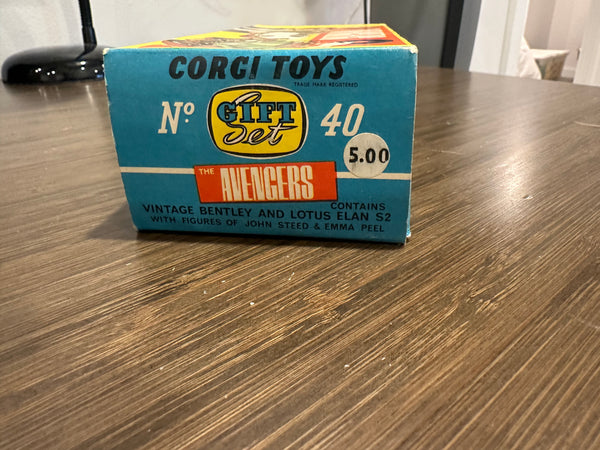 CORGI TOYS
TRADE MARK REGISTERED
Nº GIFT Set 40
5.00
THE AVENGERS
CONTAINS
VINTAGE BENTLEY AND LOTUS ELAN S2
WITH FIGURES OF JOHN STEED & EMMA PEEL